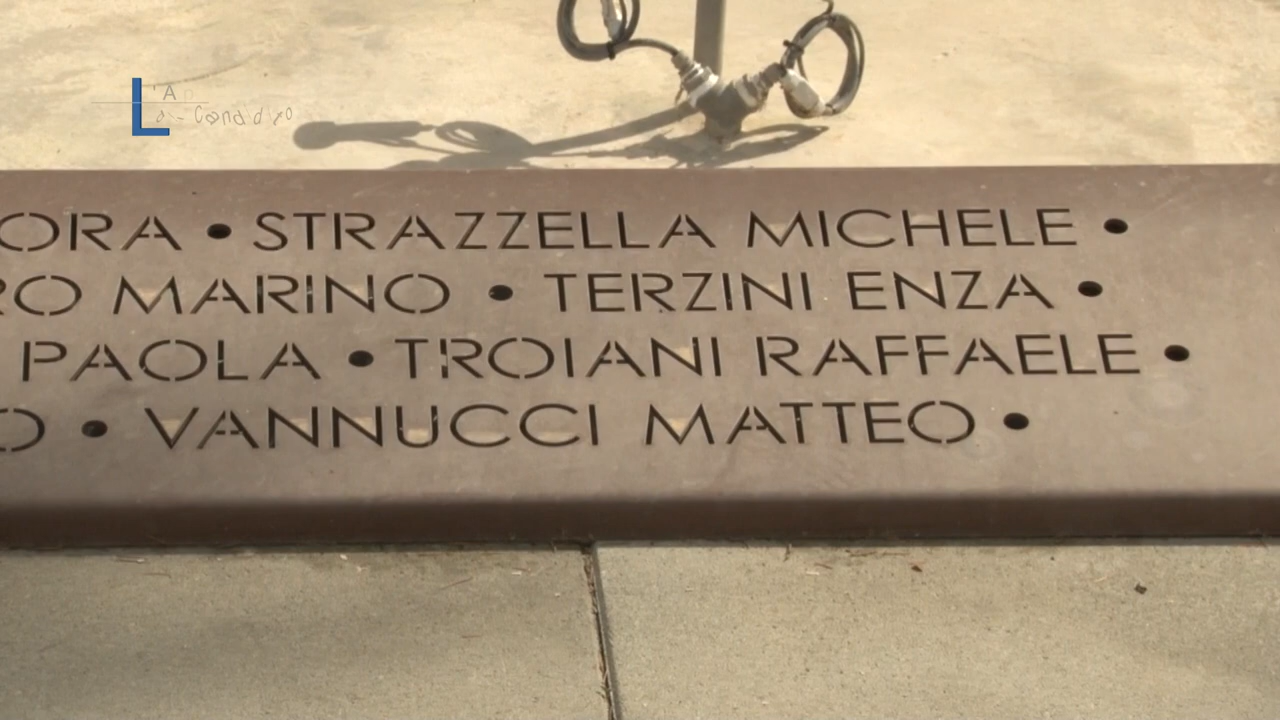 L
ORA • STRAZZELLA MICHELE •
RO MARINO • TERZINI ENZA •
PAOLA • TROIANI RAFFAELE •
O • VANNUCCI MATTEO •